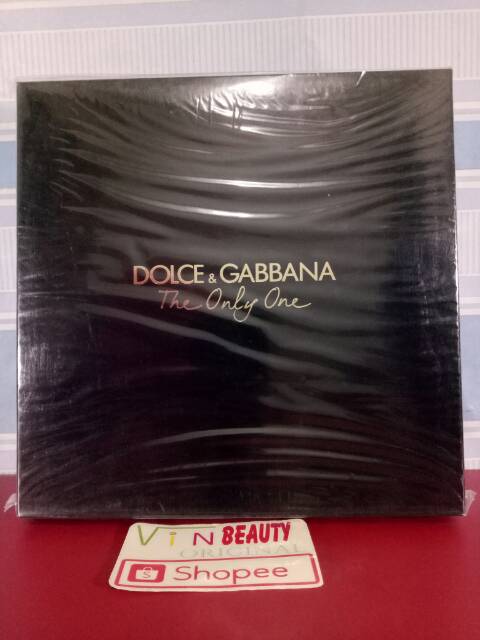 DOLCE & GABBANA
The Only One
ViN BEAUTY
ORIGINAL
Shopee